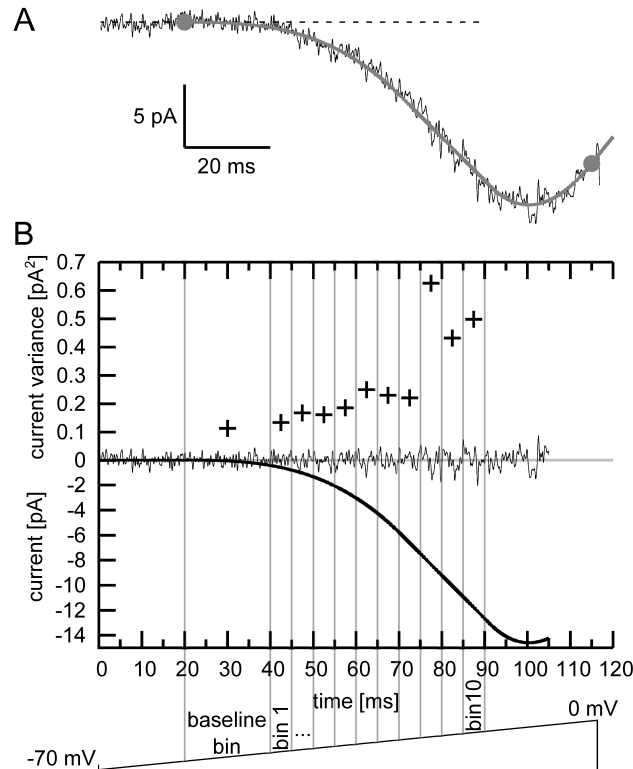 A
5 pA
20 ms
B
current variance [pA²]
0.7
0.6
0.5
0.4
0.3
0.2
0.1
0
current [pA]
-2
-4
-6
-8
-10
-12
-14
0 10 20 30 40 50 60 70 80 90 100 110 120
time [ms]
baseline
bin
bin 1
...
bin10
-70 mV
0 mV